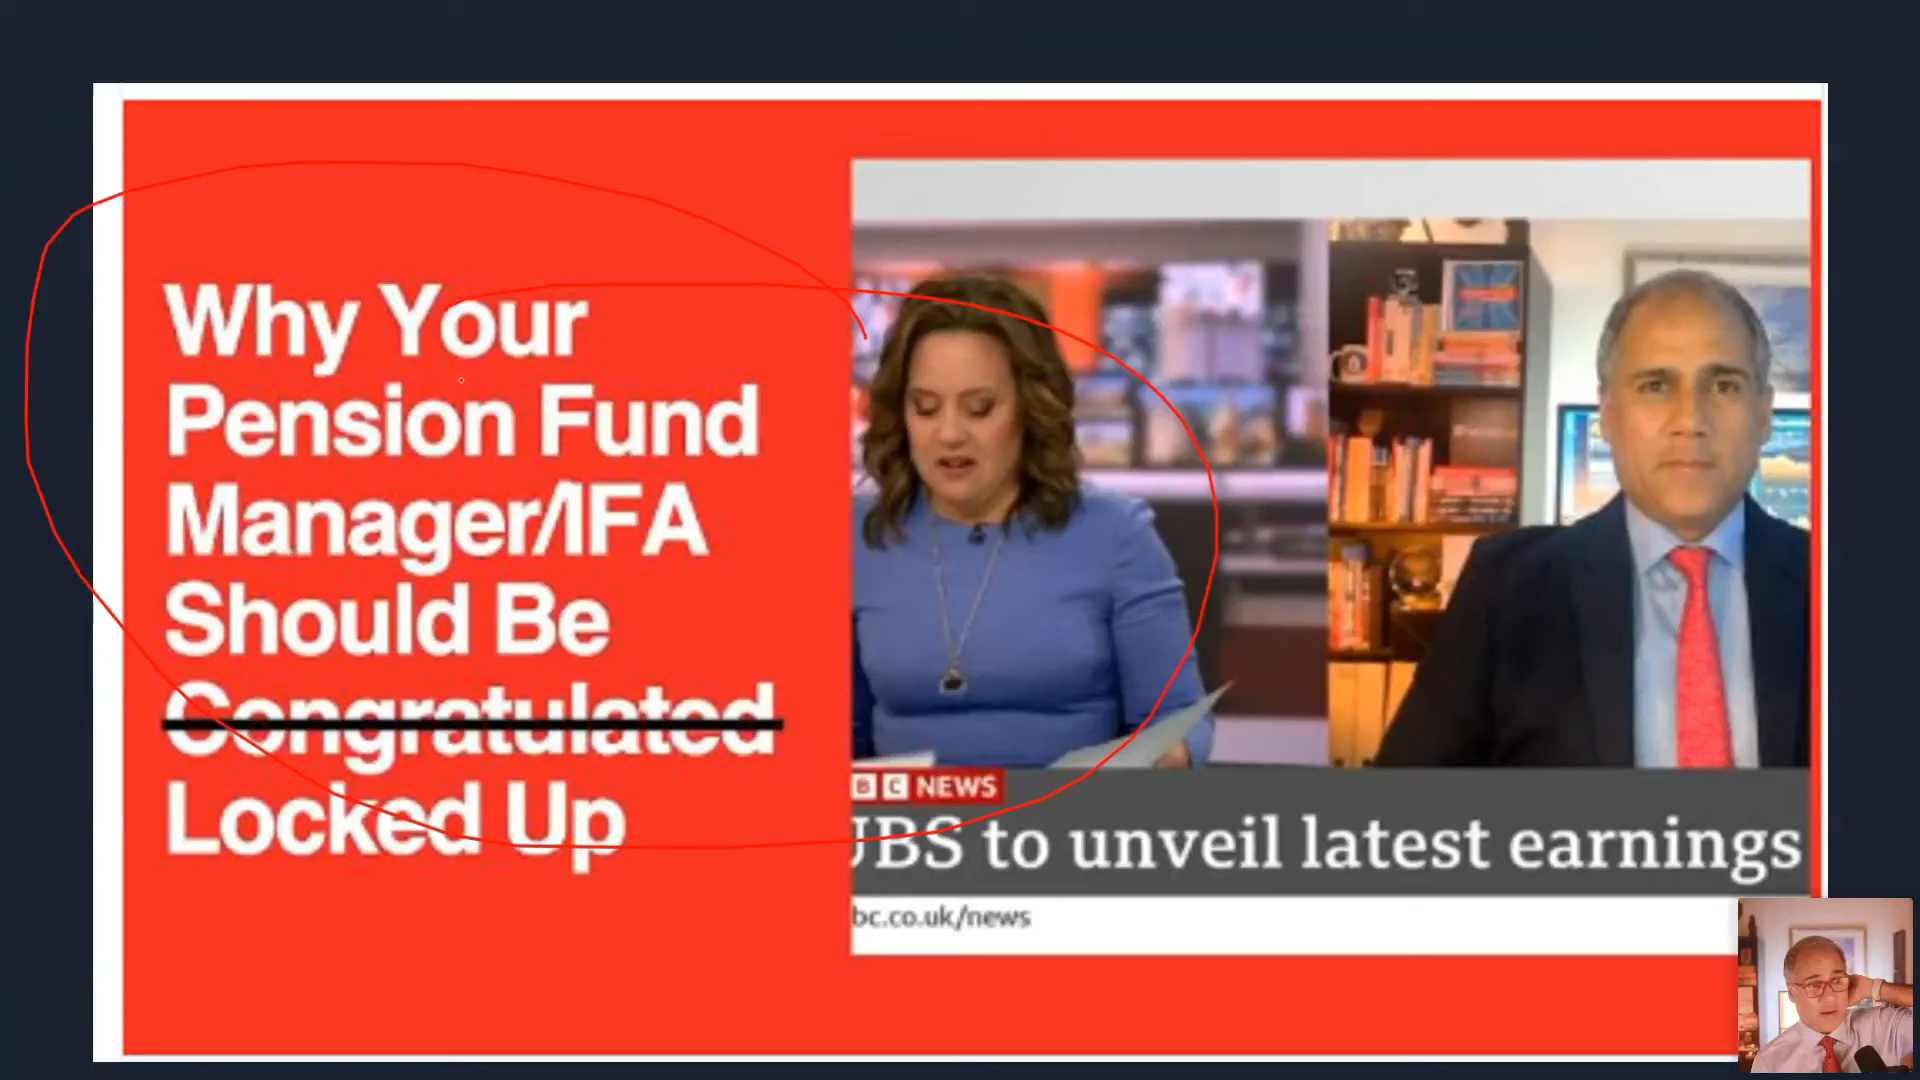 Why Your
Pension Fund
Manager/IFA
Should Be
Congratulated
Locked Up
BC NEWS
UBS to unveil latest earnings
bc.co.uk/news